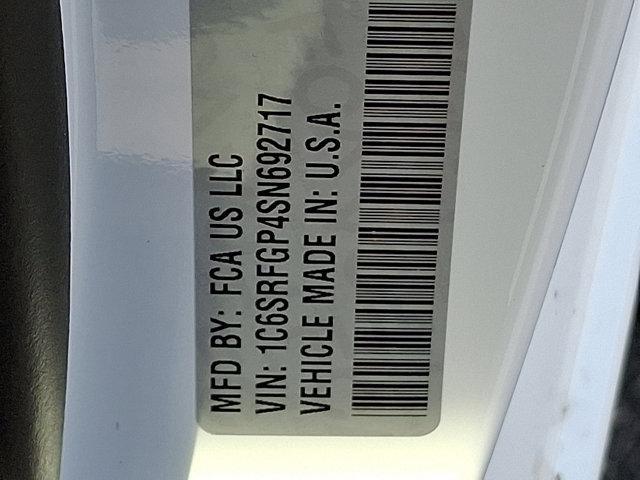 MFD BY: FCA US LLC
VIN: 1C6SRFGP4SN692717
VEHICLE MADE IN: U.S.A.